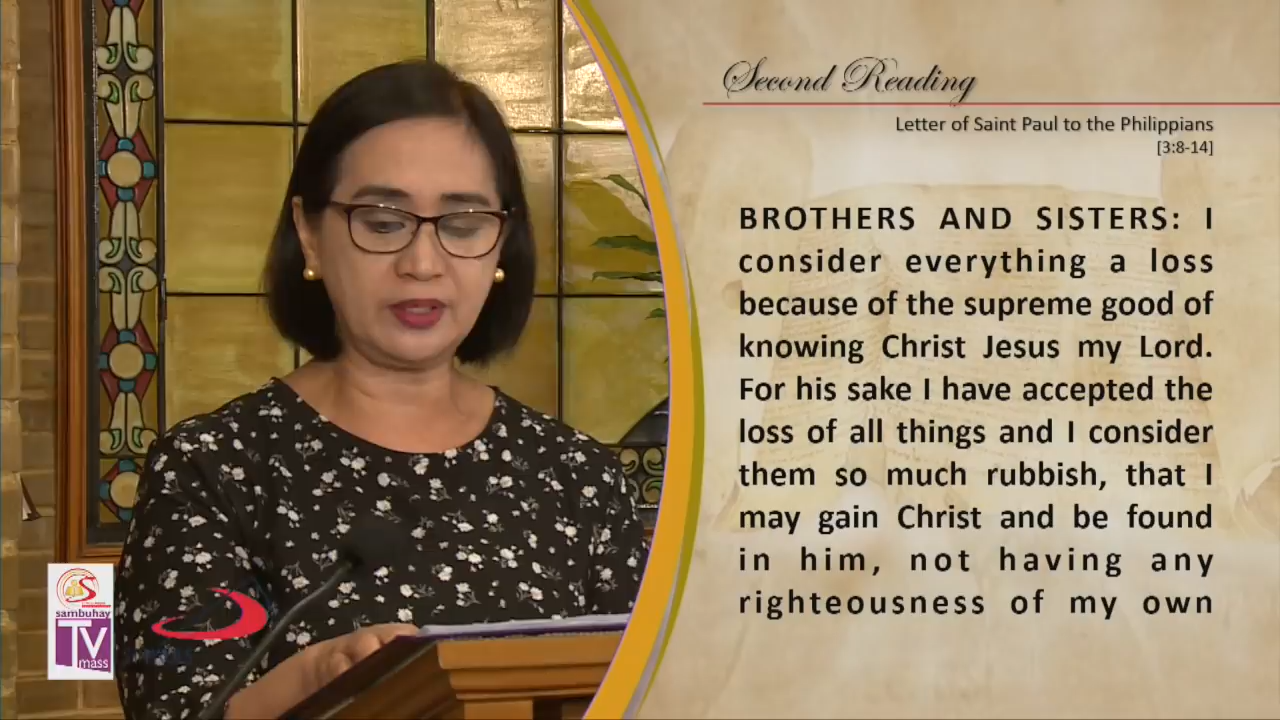 Second Reading
Letter of Saint Paul to the Philippians
[3:8-14]
BROTHERS AND SISTERS: I
consider everything a loss
because of the supreme good of
knowing Christ Jesus my Lord.
For his sake I have accepted the
loss of all things and I consider
them so much rubbish, that I
may gain Christ and be found
in him, not having any
righteousness of my own
sambuhay
TV
mass